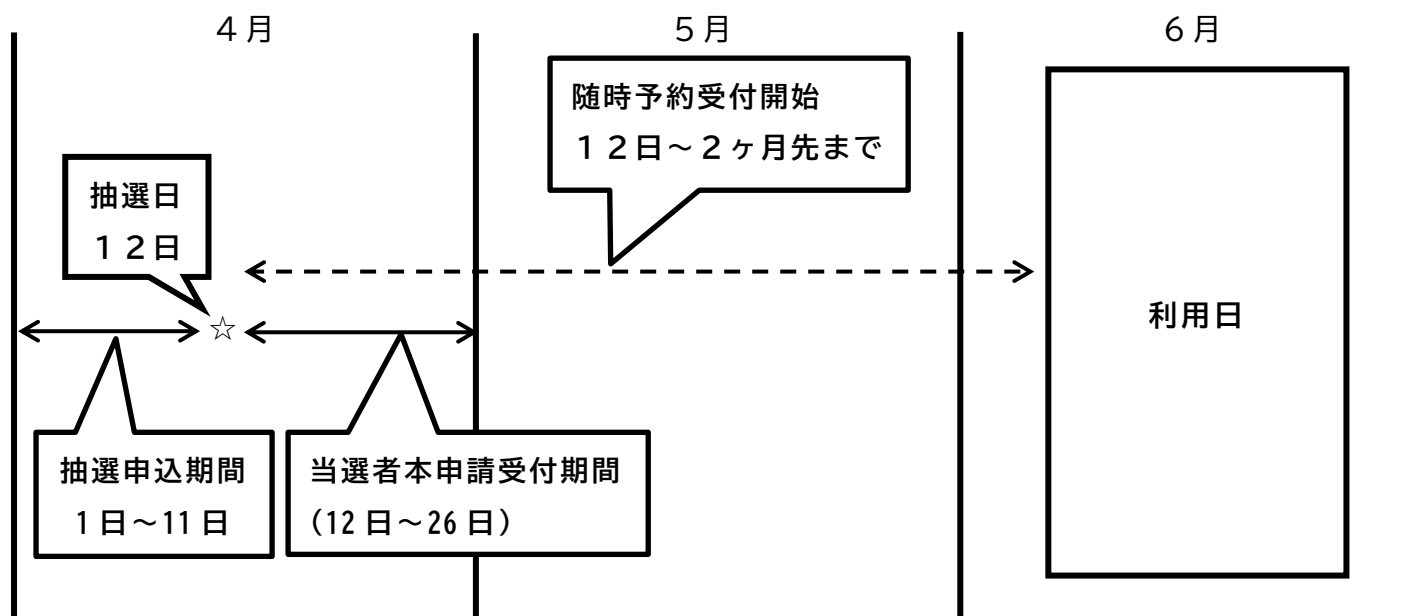 ４月
５月
６月
随時予約受付開始
１２日～２ヶ月先まで
抽選日
１２日
☆
利用日
抽選申込期間
1日～11日
当選者本申請受付期間
(12日～26日)